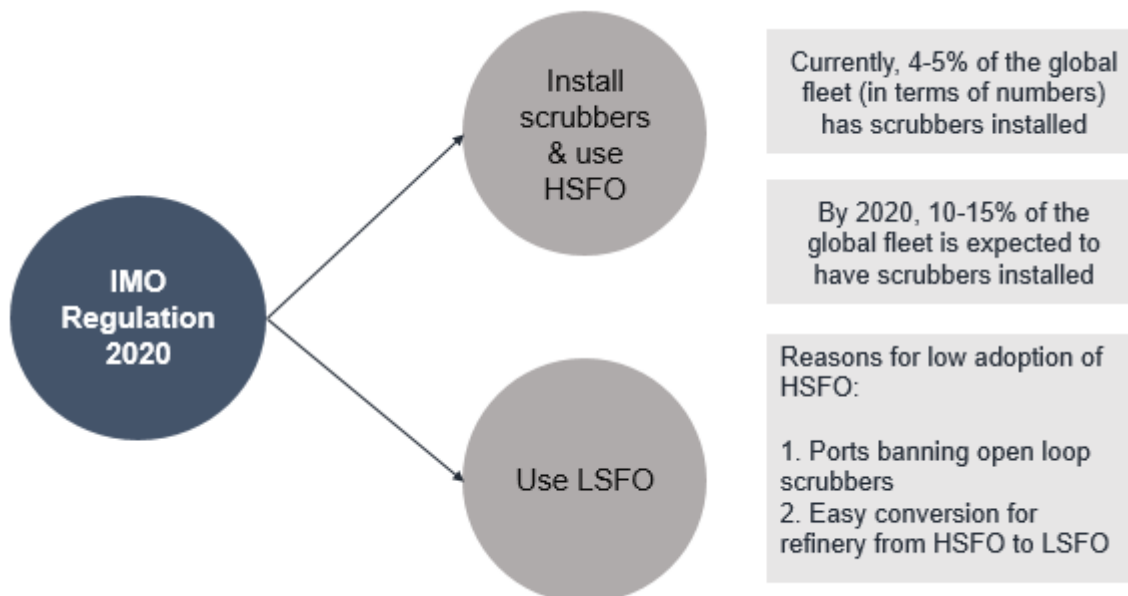 IMO
Regulation
2020
Install
scrubbers
& use
HSFO
Use LSFO
Currently, 4-5% of the global
fleet (in terms of numbers)
has scrubbers installed
By 2020, 10-15% of the
global fleet is expected to
have scrubbers installed
Reasons for low adoption of
HSFO:
1. Ports banning open loop
scrubbers
2. Easy conversion for
refinery from HSFO to LSFO